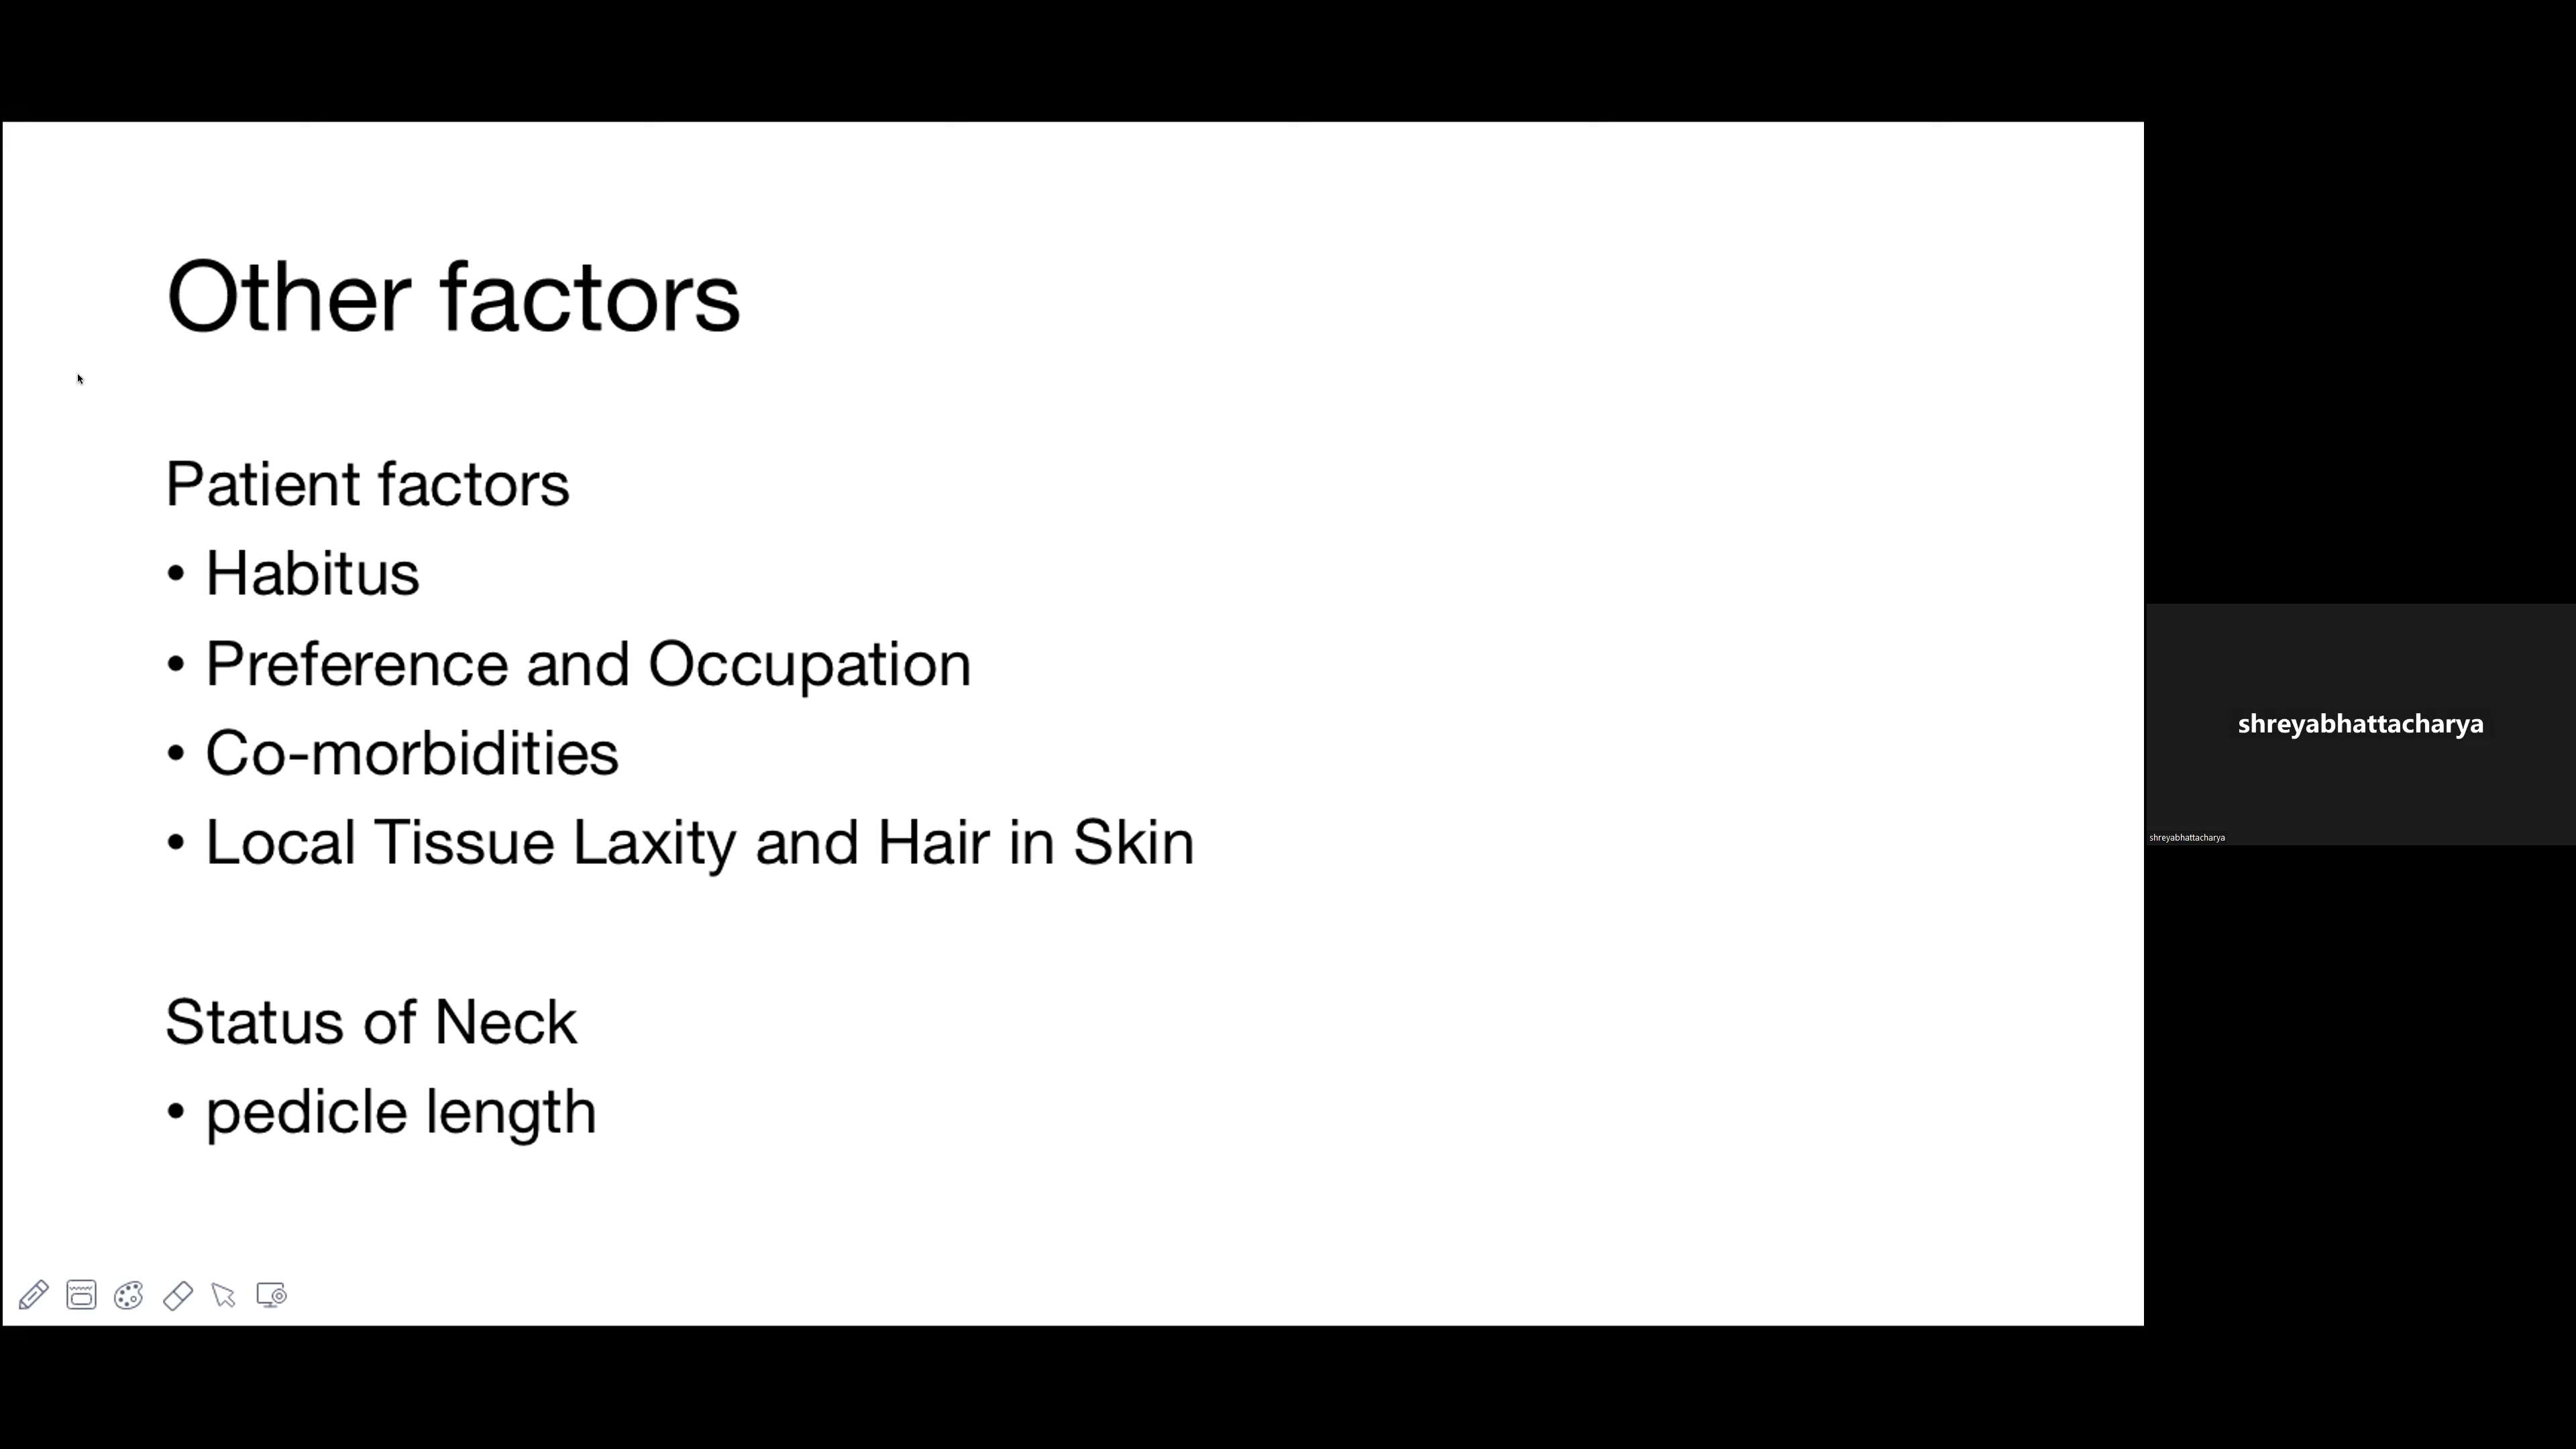 Other factors
Patient factors
• Habitus
• Preference and Occupation
• Co-morbidities
• Local Tissue Laxity and Hair in Skin
Status of Neck
• pedicle length
shreyabhattacharya
shreyabhattacharya